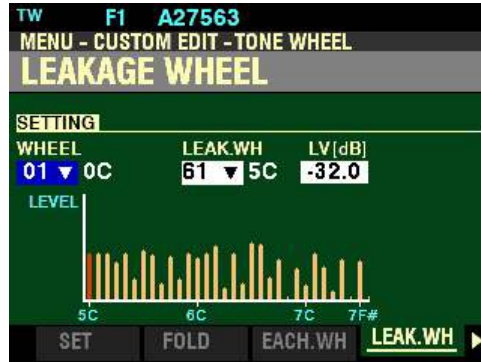 TW F1 A27563
MENU - CUSTOM EDIT - TONE WHEEL
LEAKAGE WHEEL
SETTING
WHEEL LEAK.WH LV[dB]
01 ▼ 0C 61 ▼ 5C -32.0
LEVEL
5C 6C 7C 7F#
SET FOLD EACH.WH LEAK.WH ▶